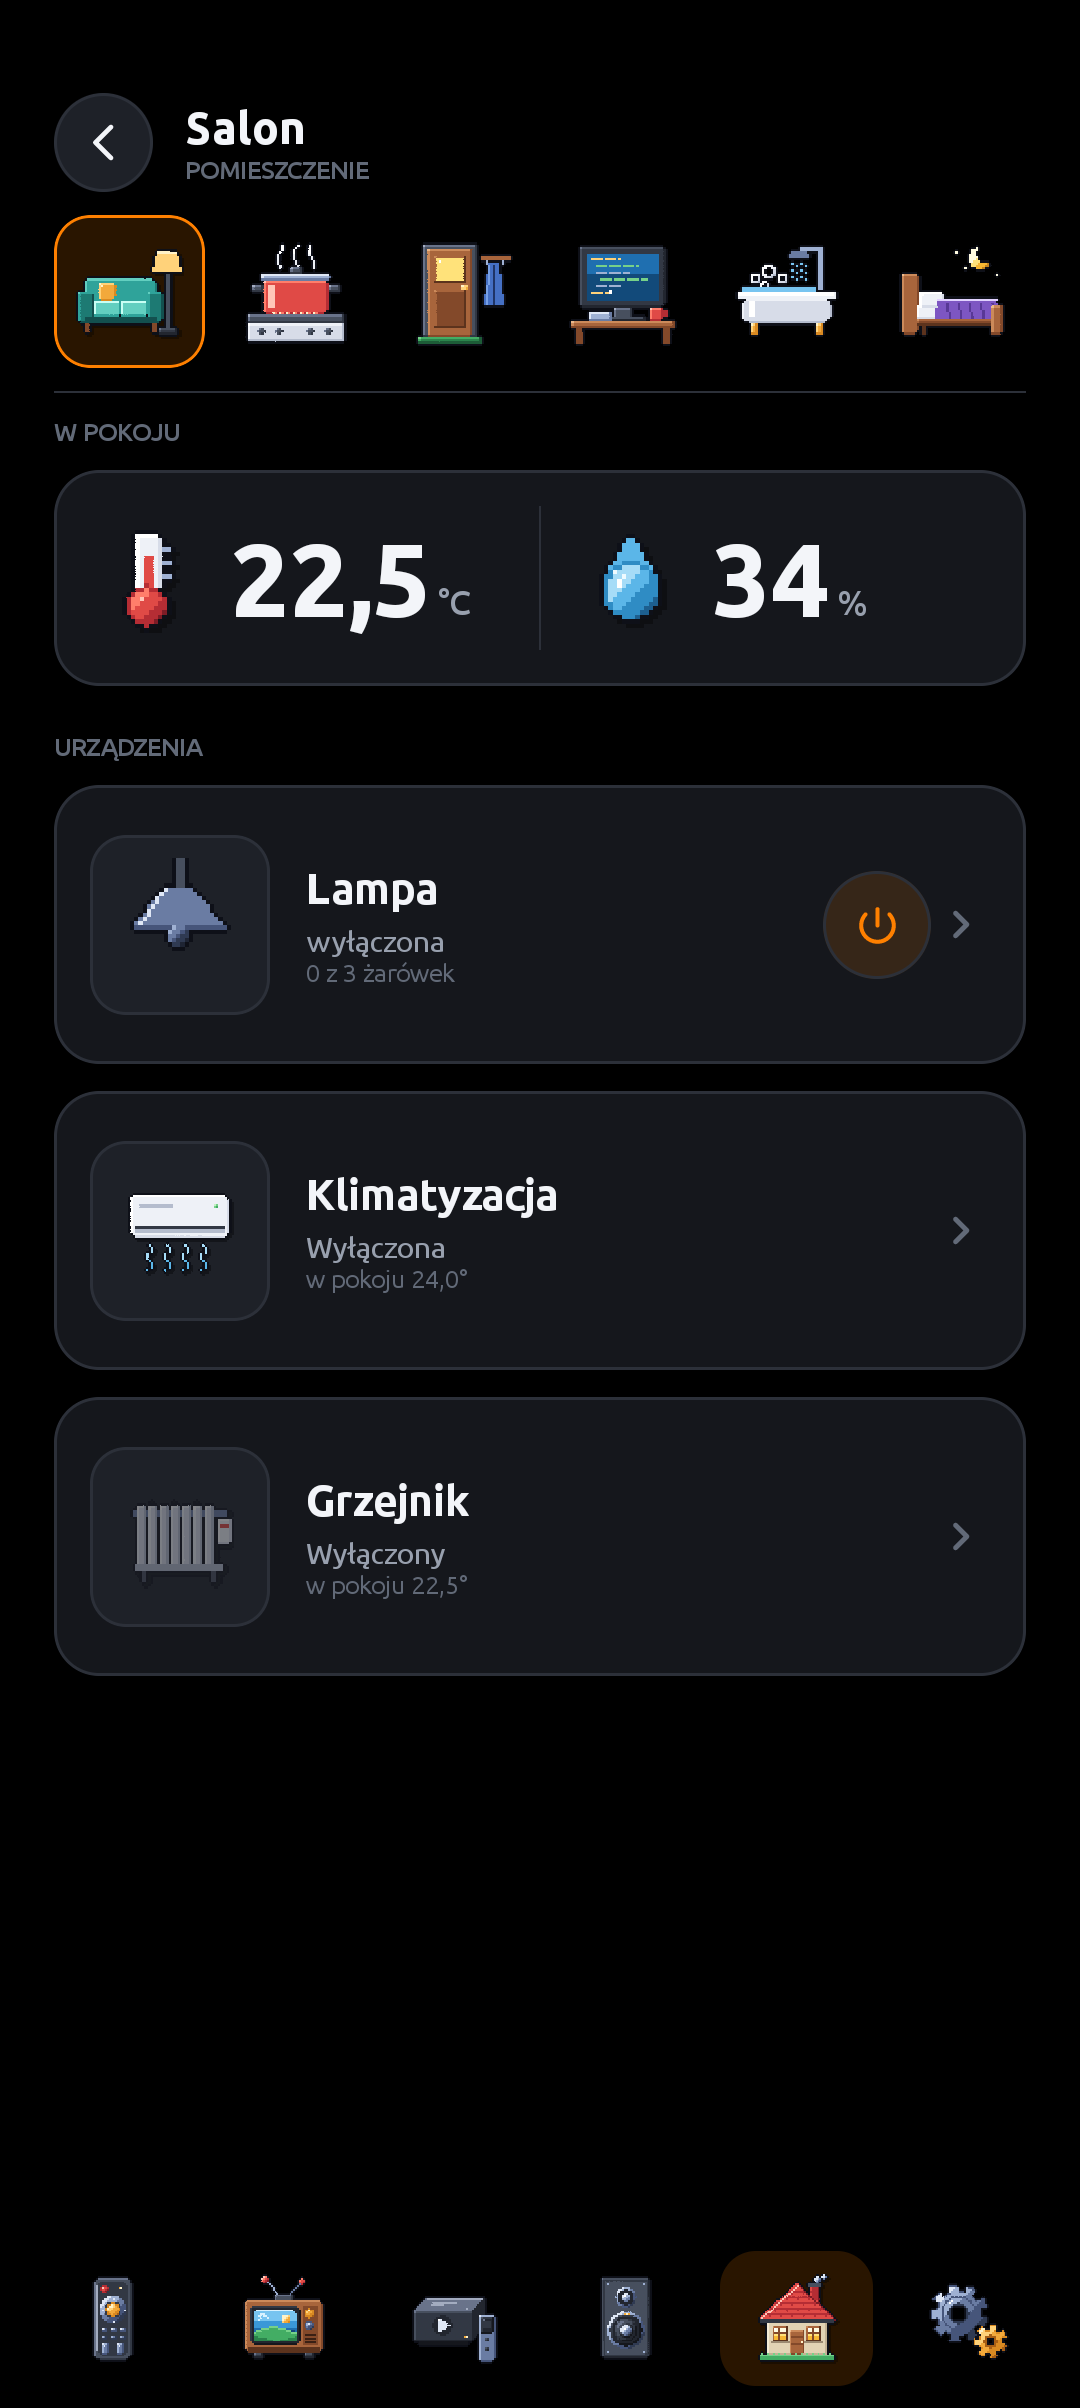 Salon
POMIESZCZENIE
W POKOJU
22,5 °C
34 %
URZĄDZENIA
Lampa
wyłączona
0 z 3 żarówek
Klimatyzacja
Wyłączona
w pokoju 24,0°
Grzejnik
Wyłączony
w pokoju 22,5°